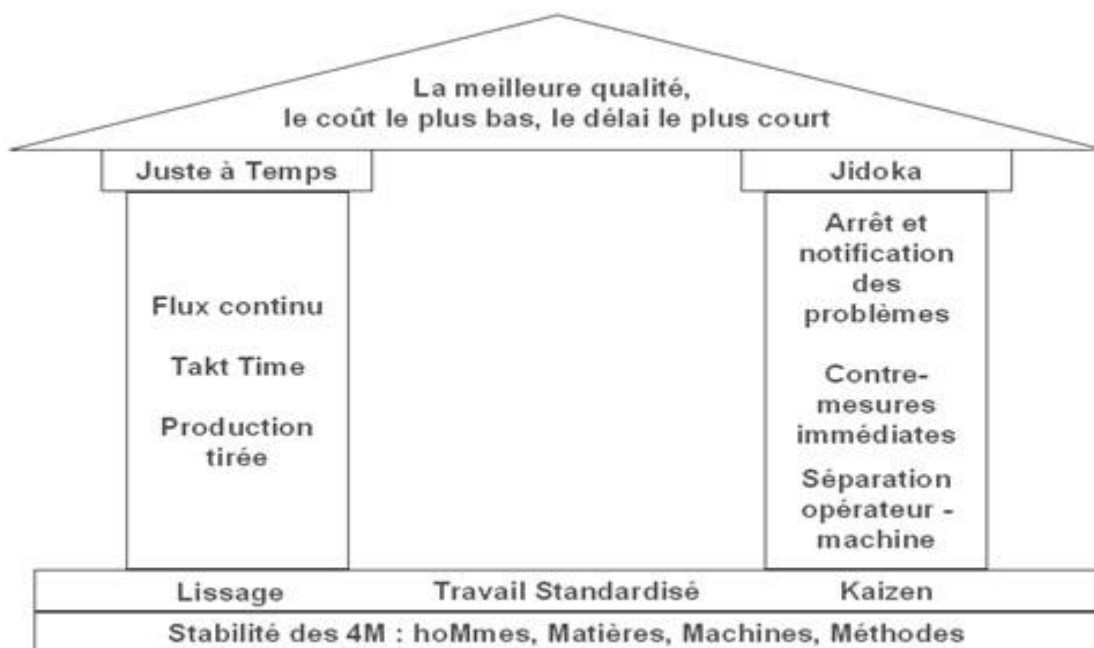 La meilleure qualité,
le coût le plus bas, le délai le plus court
Juste à Temps
Jidoka
Flux continu
Takt Time
Production
tirée
Arrêt et
notification
des
problèmes
Contre-
mesures
immédiates
Séparation
opérateur -
machine
Lissage
Travail Standardisé
Kaizen
Stabilité des 4M : hoMmes, Matières, Machines, Méthodes